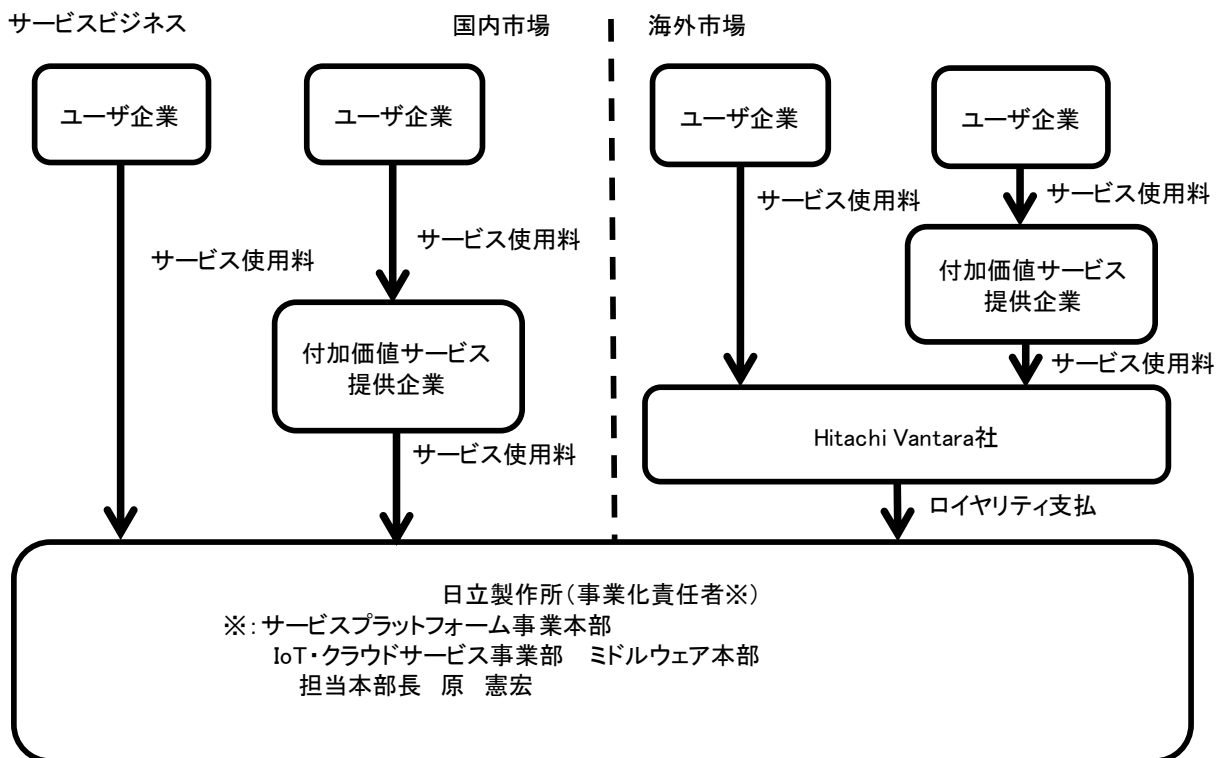 サービスビジネス
国内市場
海外市場
ユーザ企業
ユーザ企業
ユーザ企業
ユーザ企業
サービス使用料
サービス使用料
サービス使用料
サービス使用料
付加価値サービス
提供企業
付加価値サービス
提供企業
サービス使用料
サービス使用料
Hitachi Vantara社
ロイヤリティ支払
日立製作所(事業化責任者※)
※:サービスプラットフォーム事業本部
IoT・クラウドサービス事業部 ミドルウェア本部
担当本部長 原 憲宏